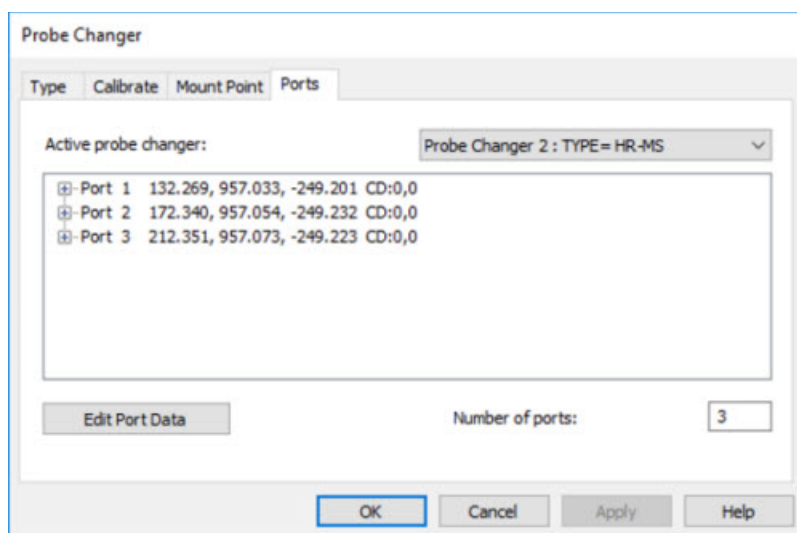 Probe Changer
Type Calibrate Mount Point Ports
Active probe changer: Probe Changer 2 : TYPE= HR-MS
Port 1 132.269, 957.033, -249.201 CD:0,0
Port 2 172.340, 957.054, -249.232 CD:0,0
Port 3 212.351, 957.073, -249.223 CD:0,0
Edit Port Data Number of ports: 3
OK Cancel Apply Help